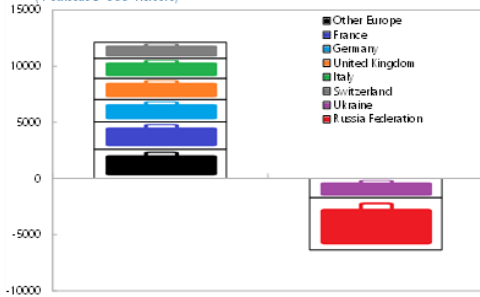 15000
10000
5000
0
-5000
-10000
Other Europe
France
Germany
United Kingdom
Italy
Switzerland
Ukraine
Russia Federation